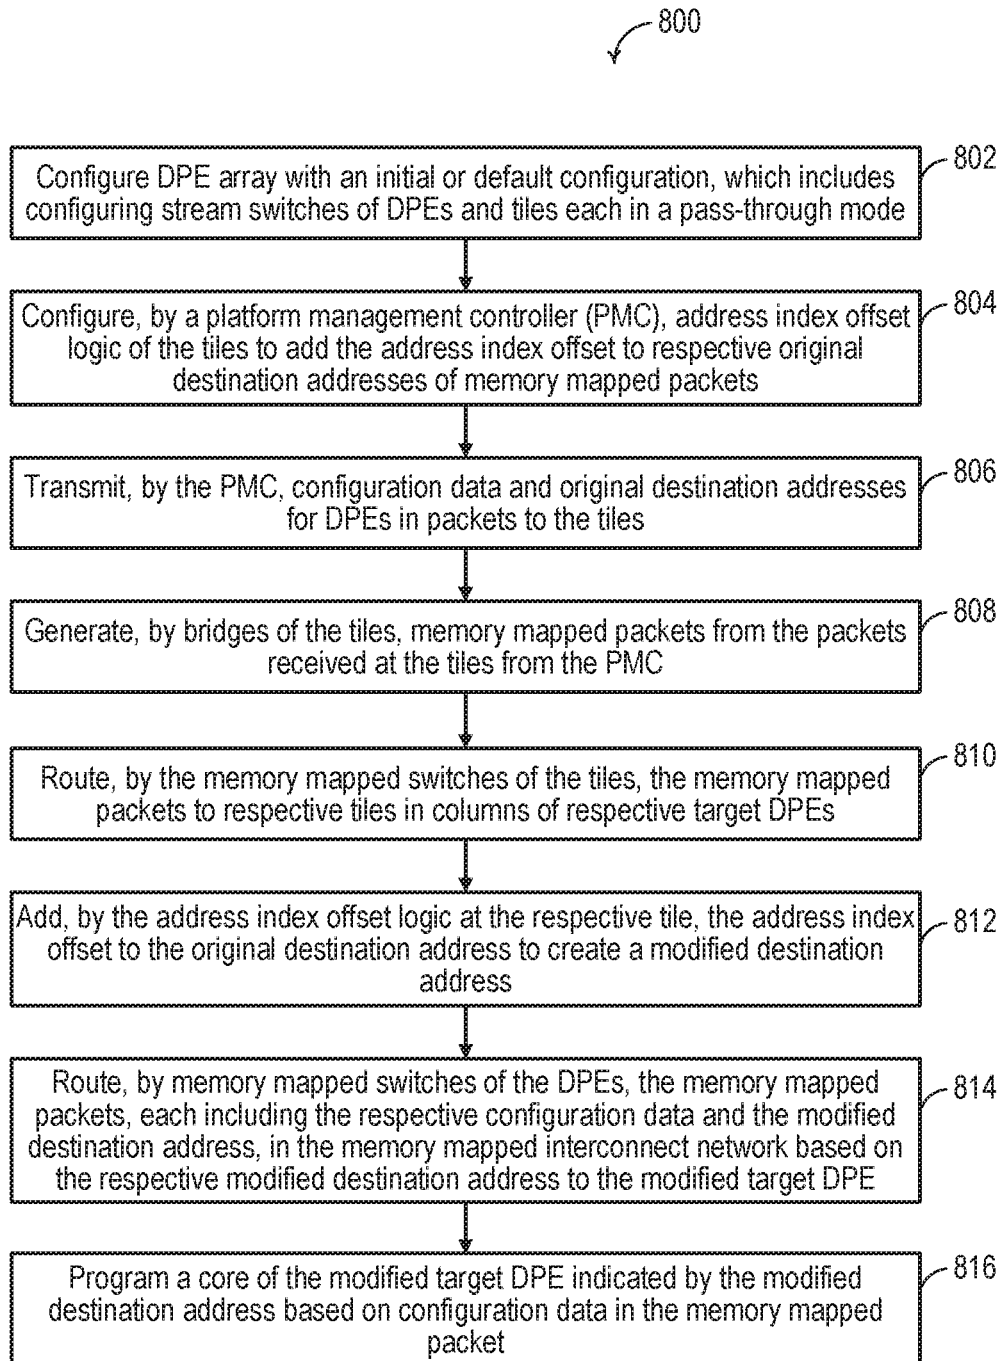 800
802
Configure DPE array with an initial or default configuration, which includes
configuring stream switches of DPEs and tiles each in a pass-through mode
804
Configure, by a platform management controller (PMC), address index offset
logic of the tiles to add the address index offset to respective original
destination addresses of memory mapped packets
806
Transmit, by the PMC, configuration data and original destination addresses
for DPEs in packets to the tiles
808
Generate, by bridges of the tiles, memory mapped packets from the packets
received at the tiles from the PMC
810
Route, by the memory mapped switches of the tiles, the memory mapped
packets to respective tiles in columns of respective target DPEs
812
Add, by the address index offset logic at the respective tile, the address index
offset to the original destination address to create a modified destination
address
814
Route, by memory mapped switches of the DPEs, the memory mapped
packets, each including the respective configuration data and the modified
destination address, in the memory mapped interconnect network based on
the respective modified destination address to the modified target DPE
816
Program a core of the modified target DPE indicated by the modified
destination address based on configuration data in the memory mapped
packet